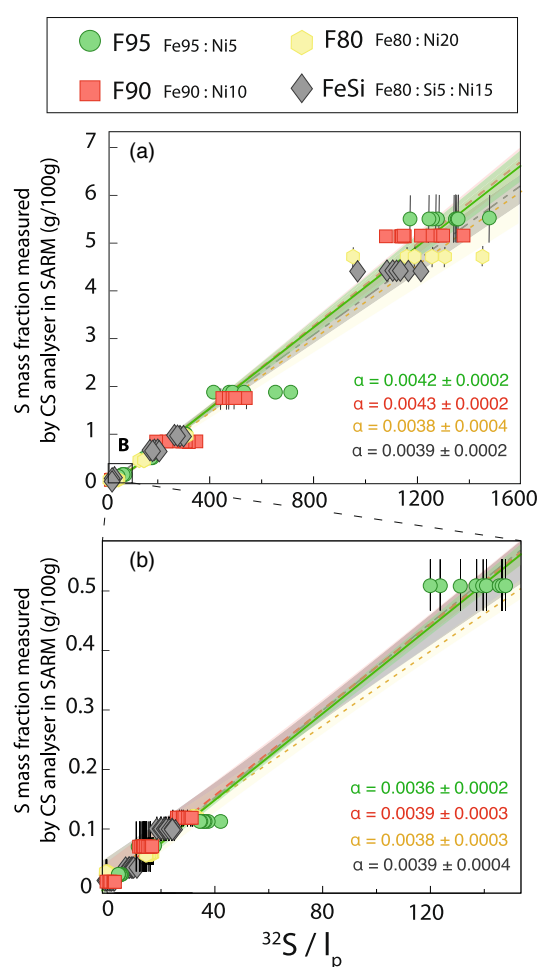 F95 Fe95 : Ni5
F80 Fe80 : Ni20
F90 Fe90 : Ni10
FeSi Fe80 : Si5 : Ni15
(a)
S mass fraction measured
by CS analyser in SARM (g/100g)
7
6
5
4
3
2
1
0
B
α = 0.0042 ± 0.0002
α = 0.0043 ± 0.0002
α = 0.0038 ± 0.0004
α = 0.0039 ± 0.0002
0 400 800 1200 1600
(b)
S mass fraction measured
by CS analyser in SARM (g/100g)
0.5
0.4
0.3
0.2
0.1
0
α = 0.0036 ± 0.0002
α = 0.0039 ± 0.0003
α = 0.0038 ± 0.0003
α = 0.0039 ± 0.0004
0 40 80 120
³²S / Iₚ